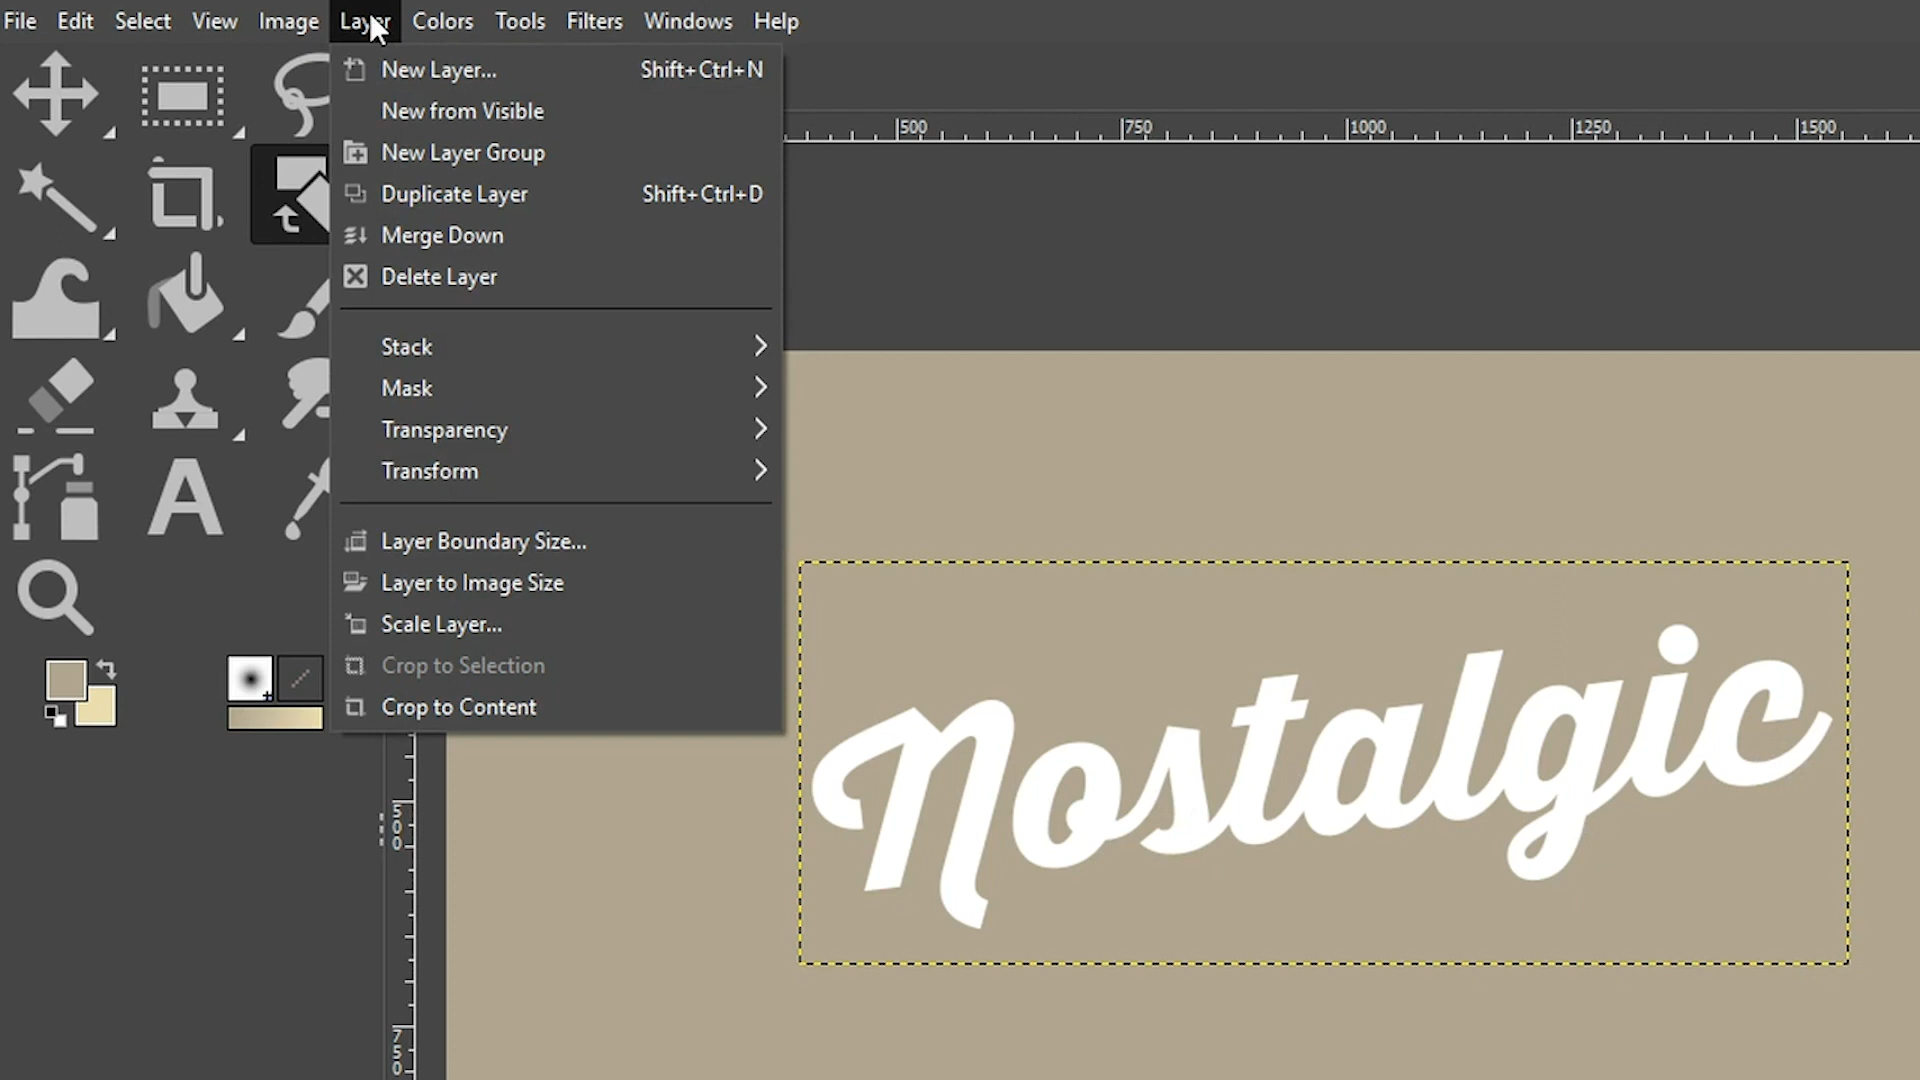 File Edit Select View Image Layer Colors Tools Filters Windows Help
New Layer... Shift+Ctrl+N
New from Visible
New Layer Group
Duplicate Layer Shift+Ctrl+D
Merge Down
Delete Layer
Stack
Mask
Transparency
Transform
Layer Boundary Size...
Layer to Image Size
Scale Layer...
Crop to Selection
Crop to Content
500 750 1000 1250 1500
500
750
Nostalgic